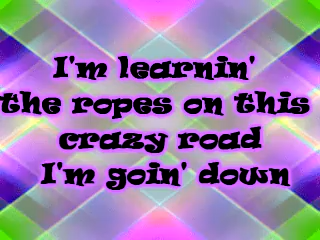 I'm learnin'
the ropes on this
crazy road
I'm goin' down